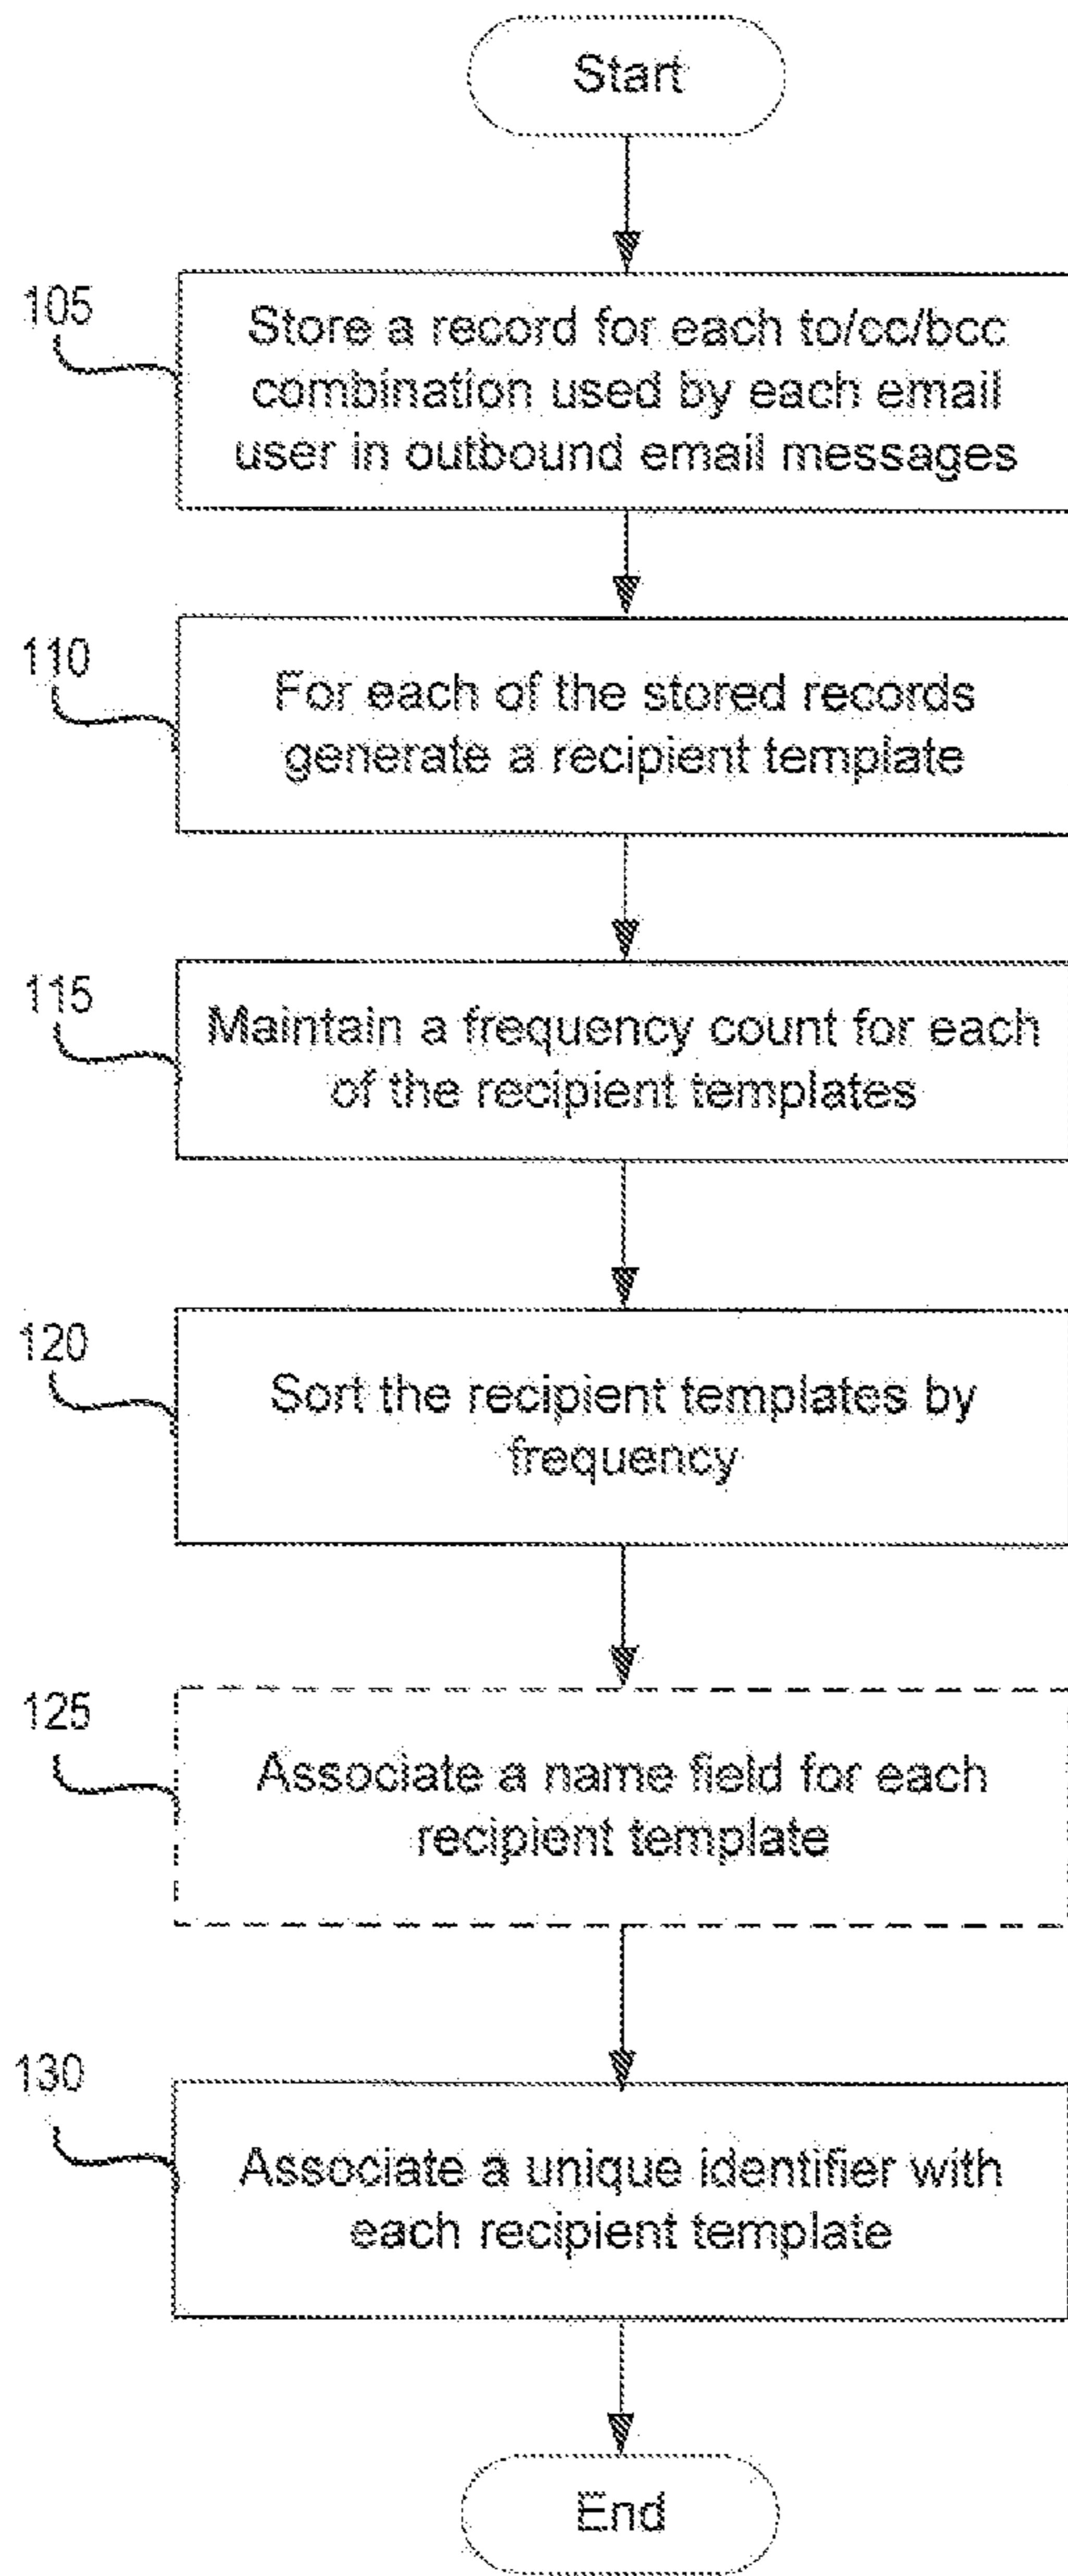 Start
105
Store a record for each to/cc/bcc
combination used by each email
user in outbound email messages
110
For each of the stored records
generate a recipient template
115
Maintain a frequency count for each
of the recipient templates
120
Sort the recipient templates by
frequency
125
Associate a name field for each
recipient template
130
Associate a unique identifier with
each recipient template
End